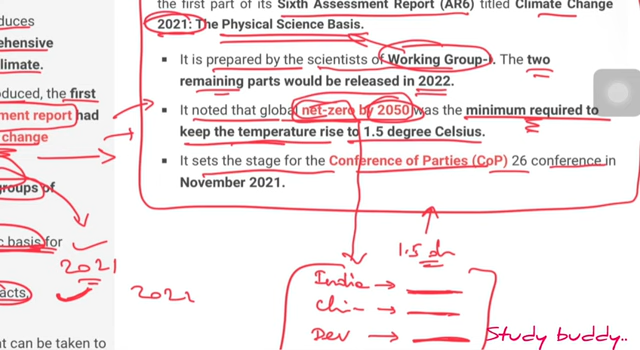 the first part of its Sixth Assessment Report (AR6) titled Climate Change
2021: The Physical Science Basis.
It is prepared by the scientists of Working Group-I. The two
remaining parts would be released in 2022.
It noted that global net-zero by 2050 was the minimum required to
keep the temperature rise to 1.5 degree Celsius.
It sets the stage for the Conference of Parties (CoP) 26 conference in
November 2021.
duces
ehensive
limate.
oduced, the first
ment report had
change
groups of
c basis for
2021
acts,
2022
at can be taken to
1.5 de
India
Chi-
Dev
Study buddy..